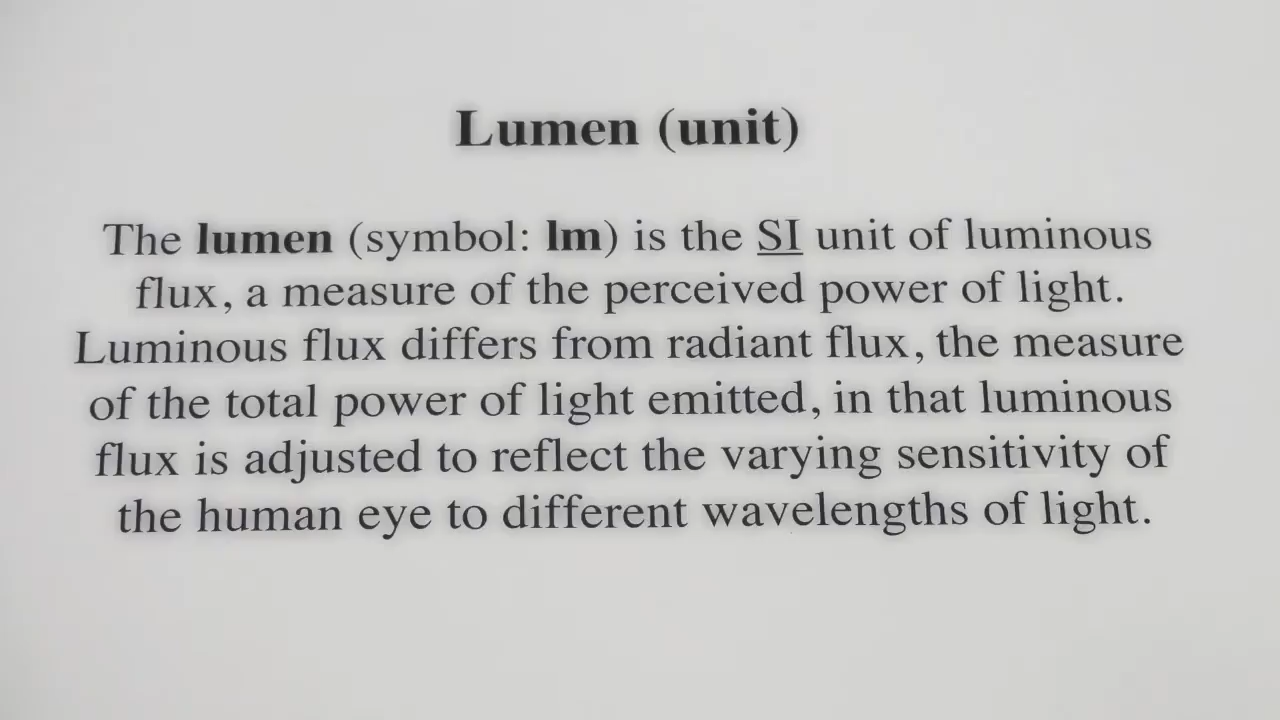 Lumen (unit)
The lumen (symbol: lm) is the SI unit of luminous
flux, a measure of the perceived power of light.
Luminous flux differs from radiant flux, the measure
of the total power of light emitted, in that luminous
flux is adjusted to reflect the varying sensitivity of
the human eye to different wavelengths of light.